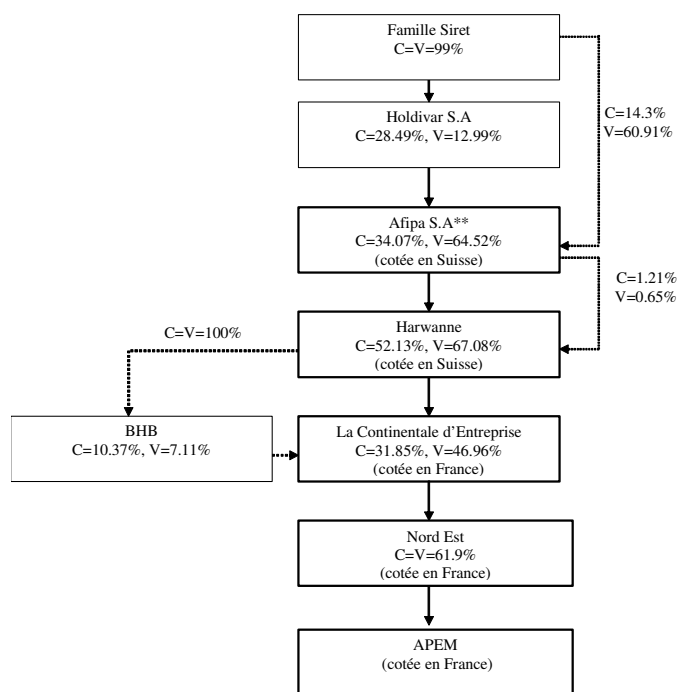 Famille Siret
C=V=99%
C=14.3%
V=60.91%
Holdivar S.A
C=28.49%, V=12.99%
Afipa S.A**
C=34.07%, V=64.52%
(cotée en Suisse)
C=1.21%
V=0.65%
C=V=100%
Harwanne
C=52.13%, V=67.08%
(cotée en Suisse)
BHB
C=10.37%, V=7.11%
La Continentale d’Entreprise
C=31.85%, V=46.96%
(cotée en France)
Nord Est
C=V=61.9%
(cotée en France)
APEM
(cotée en France)